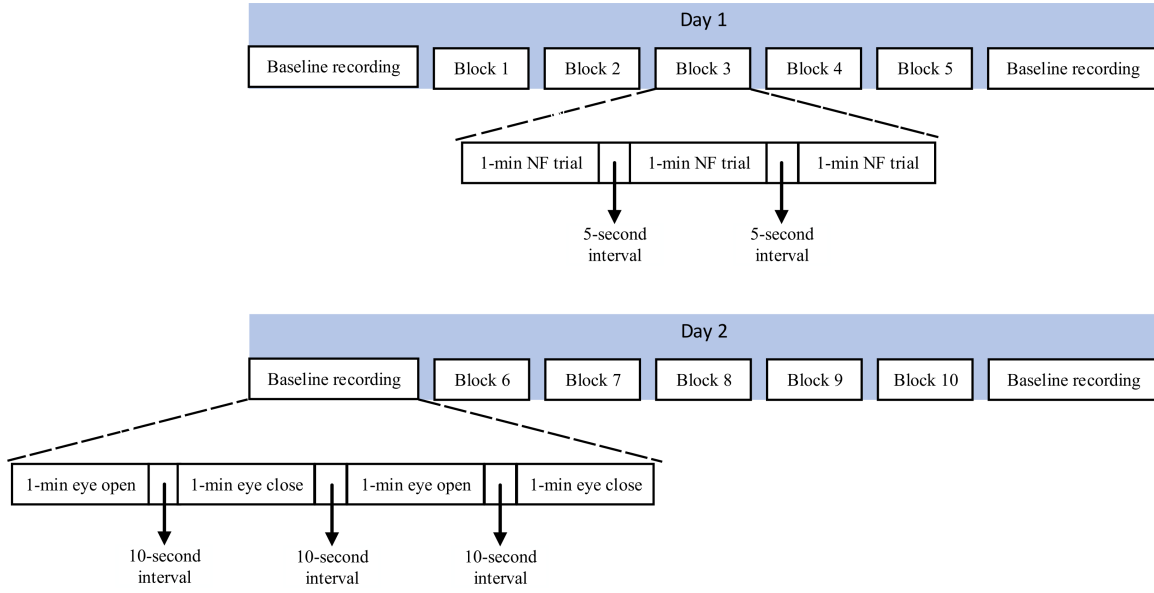 Day 1
Baseline recording
Block 1
Block 2
Block 3
Block 4
Block 5
Baseline recording
1-min NF trial
1-min NF trial
1-min NF trial
5-second
interval
5-second
interval
Day 2
Baseline recording
Block 6
Block 7
Block 8
Block 9
Block 10
Baseline recording
1-min eye open
1-min eye close
1-min eye open
1-min eye close
10-second
interval
10-second
interval
10-second
interval